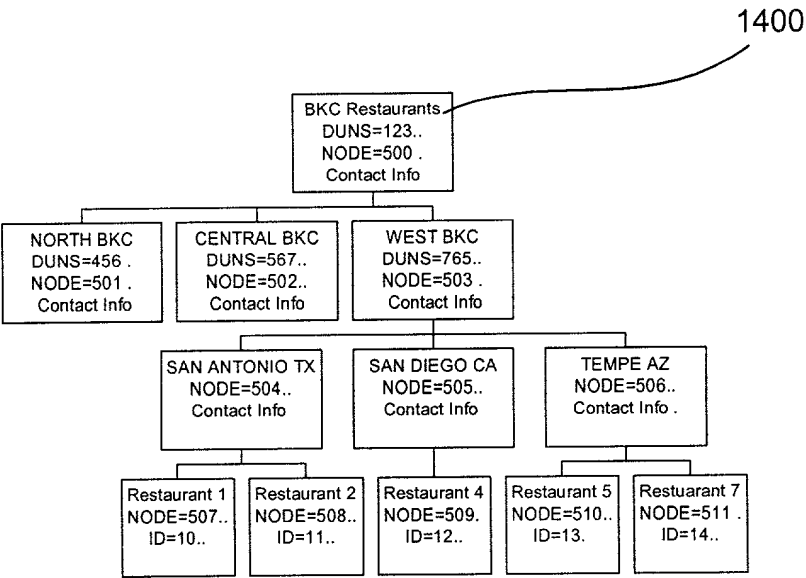 1400
BKC Restaurants
DUNS=123..
NODE=500 .
Contact Info
NORTH BKC
DUNS=456 .
NODE=501 .
Contact Info
CENTRAL BKC
DUNS=567..
NODE=502..
Contact Info
WEST BKC
DUNS=765..
NODE=503 .
Contact Info
SAN ANTONIO TX
NODE=504..
Contact Info
SAN DIEGO CA
NODE=505..
Contact Info
TEMPE AZ
NODE=506..
Contact Info .
Restaurant 1
NODE=507..
ID=10..
Restaurant 2
NODE=508..
ID=11..
Restaurant 4
NODE=509.
ID=12..
Restaurant 5
NODE=510..
ID=13.
Restuarant 7
NODE=511 .
ID=14..